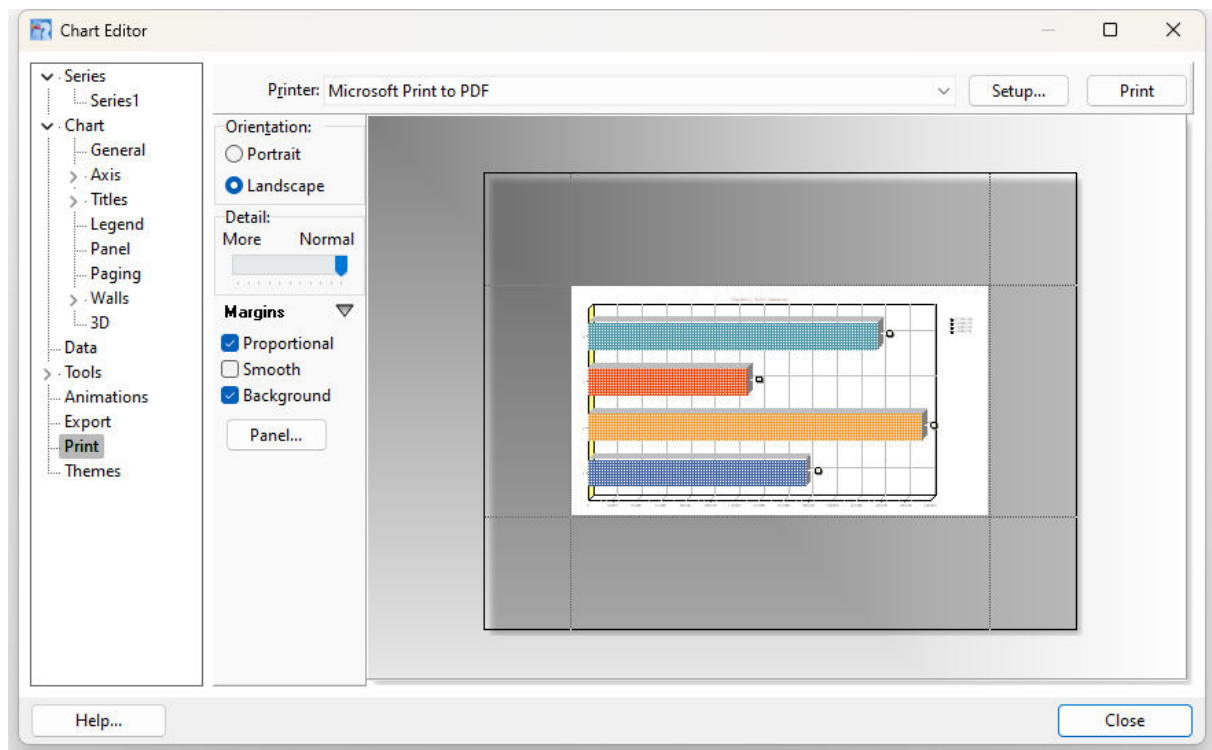 Chart Editor
Series
Series1
Chart
General
Axis
Titles
Legend
Panel
Paging
Walls
3D
Data
Tools
Animations
Export
Print
Themes
Printer: Microsoft Print to PDF
Setup...
Print
Orientation:
Portrait
Landscape
Detail:
More Normal
Margins
Proportional
Smooth
Background
Panel...
Help...
Close